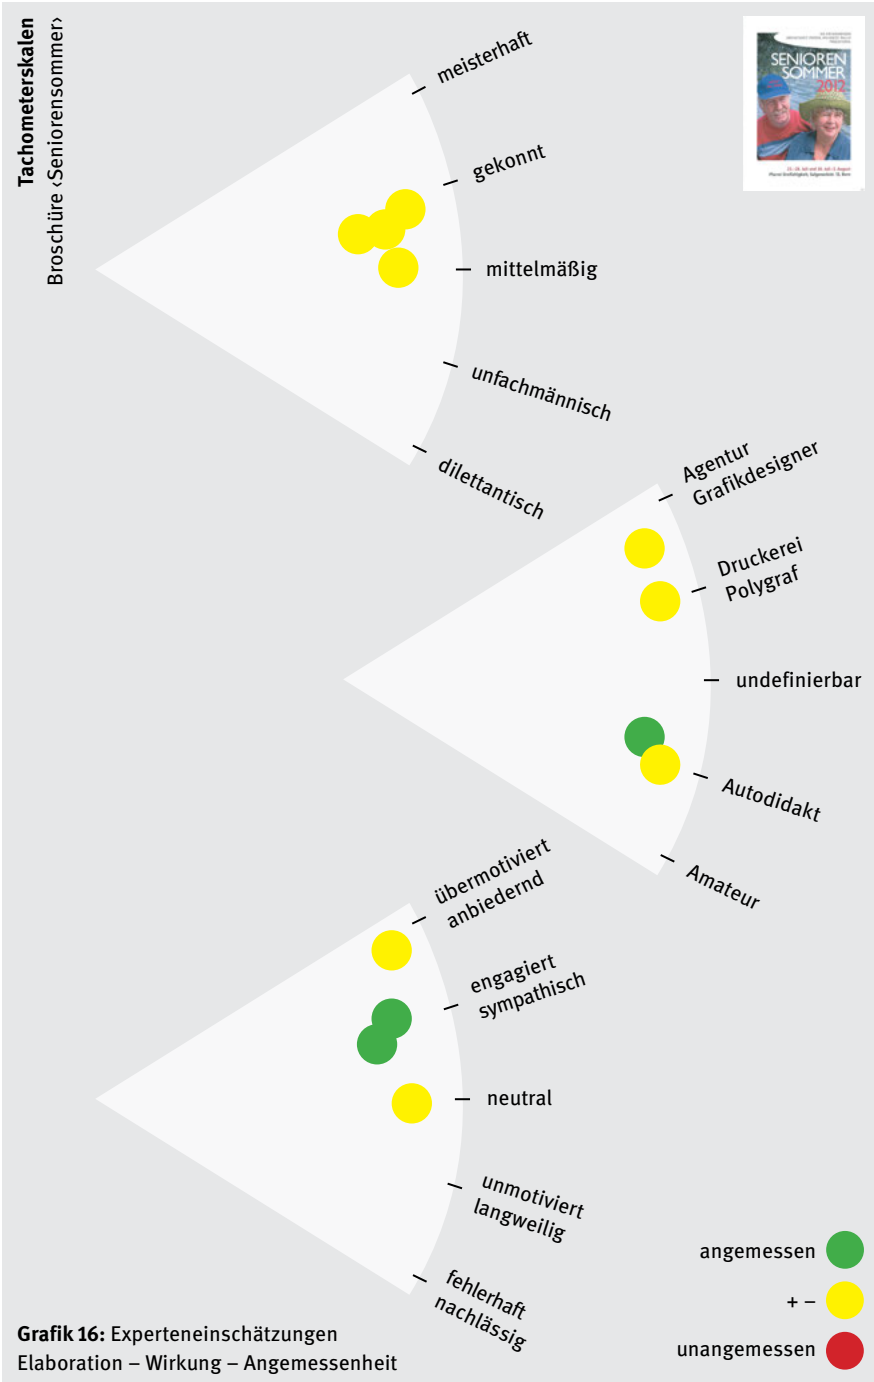 Tachometerskalen
Broschüre ‹Seniorensommer›
SENIOREN
SOMMER
2012
meisterhaft
gekonnt
mittelmäßig
unfachmännisch
dilettantisch
Agentur
Grafikdesigner
Druckerei
Polygraf
undefinierbar
Autodidakt
Amateur
übermotiviert
anbiedernd
engagiert
sympathisch
neutral
unmotiviert
langweilig
fehlerhaft
nachlässig
angemessen
+ –
unangemessen
Grafik 16: Experteneinschätzungen
Elaboration – Wirkung – Angemessenheit